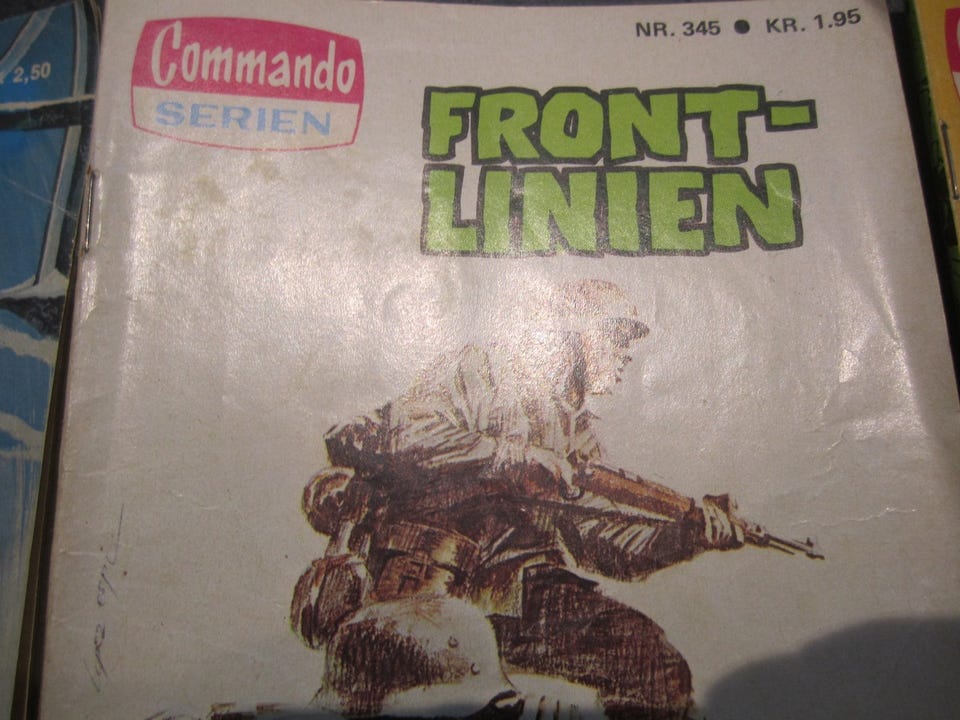 Commando
SERIEN
NR. 345 ● KR. 1.95
FRONT-
LINIEN
2,50